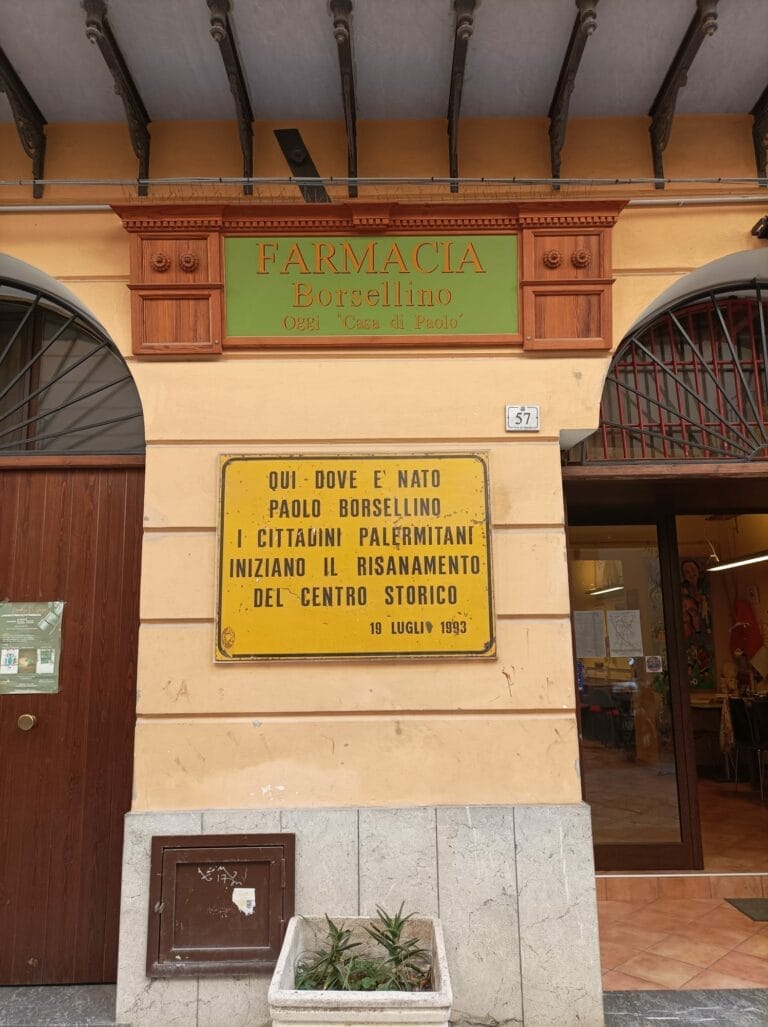 FARMACIA
Borsellino
Oggi "Casa di Paolo"
57
QUI DOVE E' NATO
PAOLO BORSELLINO
I CITTADINI PALERMITANI
INIZIANO IL RISANAMENTO
DEL CENTRO STORICO
19 LUGLIO 1993